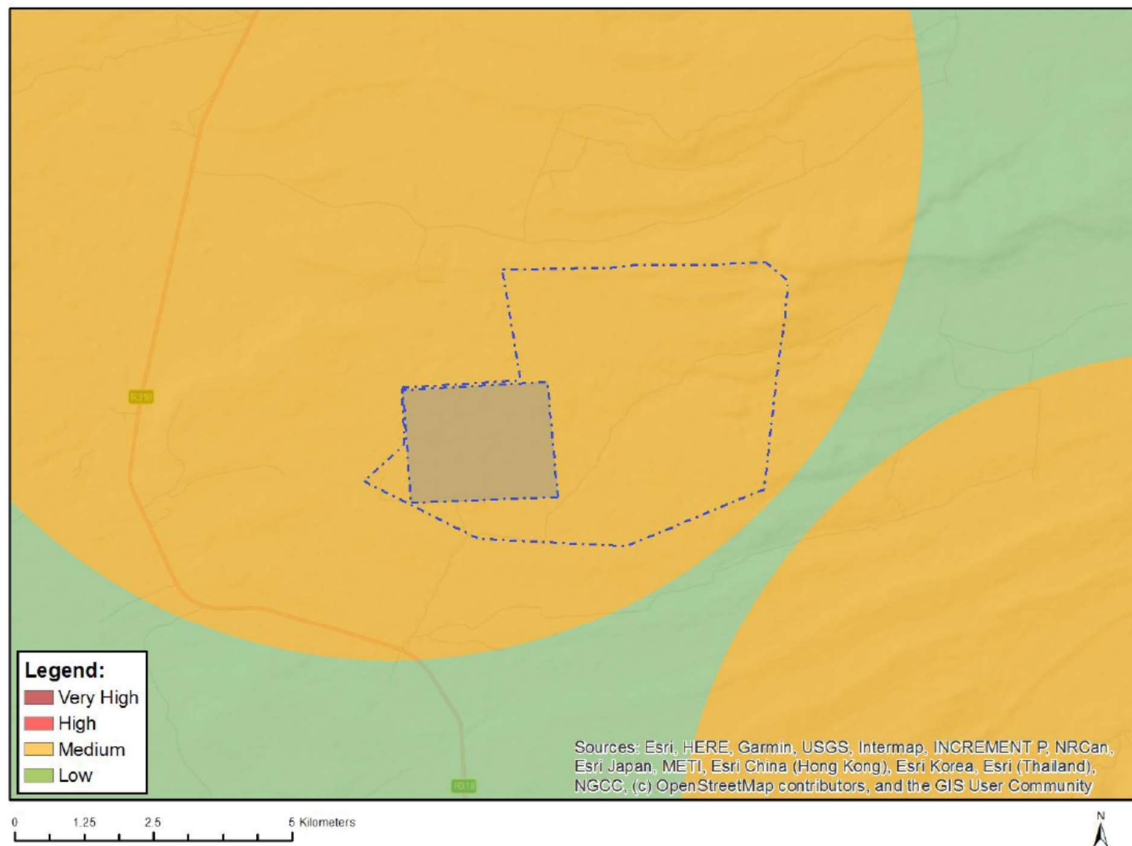 R318
R318
Legend:
Very High
High
Medium
Low
Sources: Esri, HERE, Garmin, USGS, Intermap, INCREMENT P, NRCan,
Esri Japan, METI, Esri China (Hong Kong), Esri Korea, Esri (Thailand),
NGCC, (c) OpenStreetMap contributors, and the GIS User Community
0 1.25 2.5 5 Kilometers
N